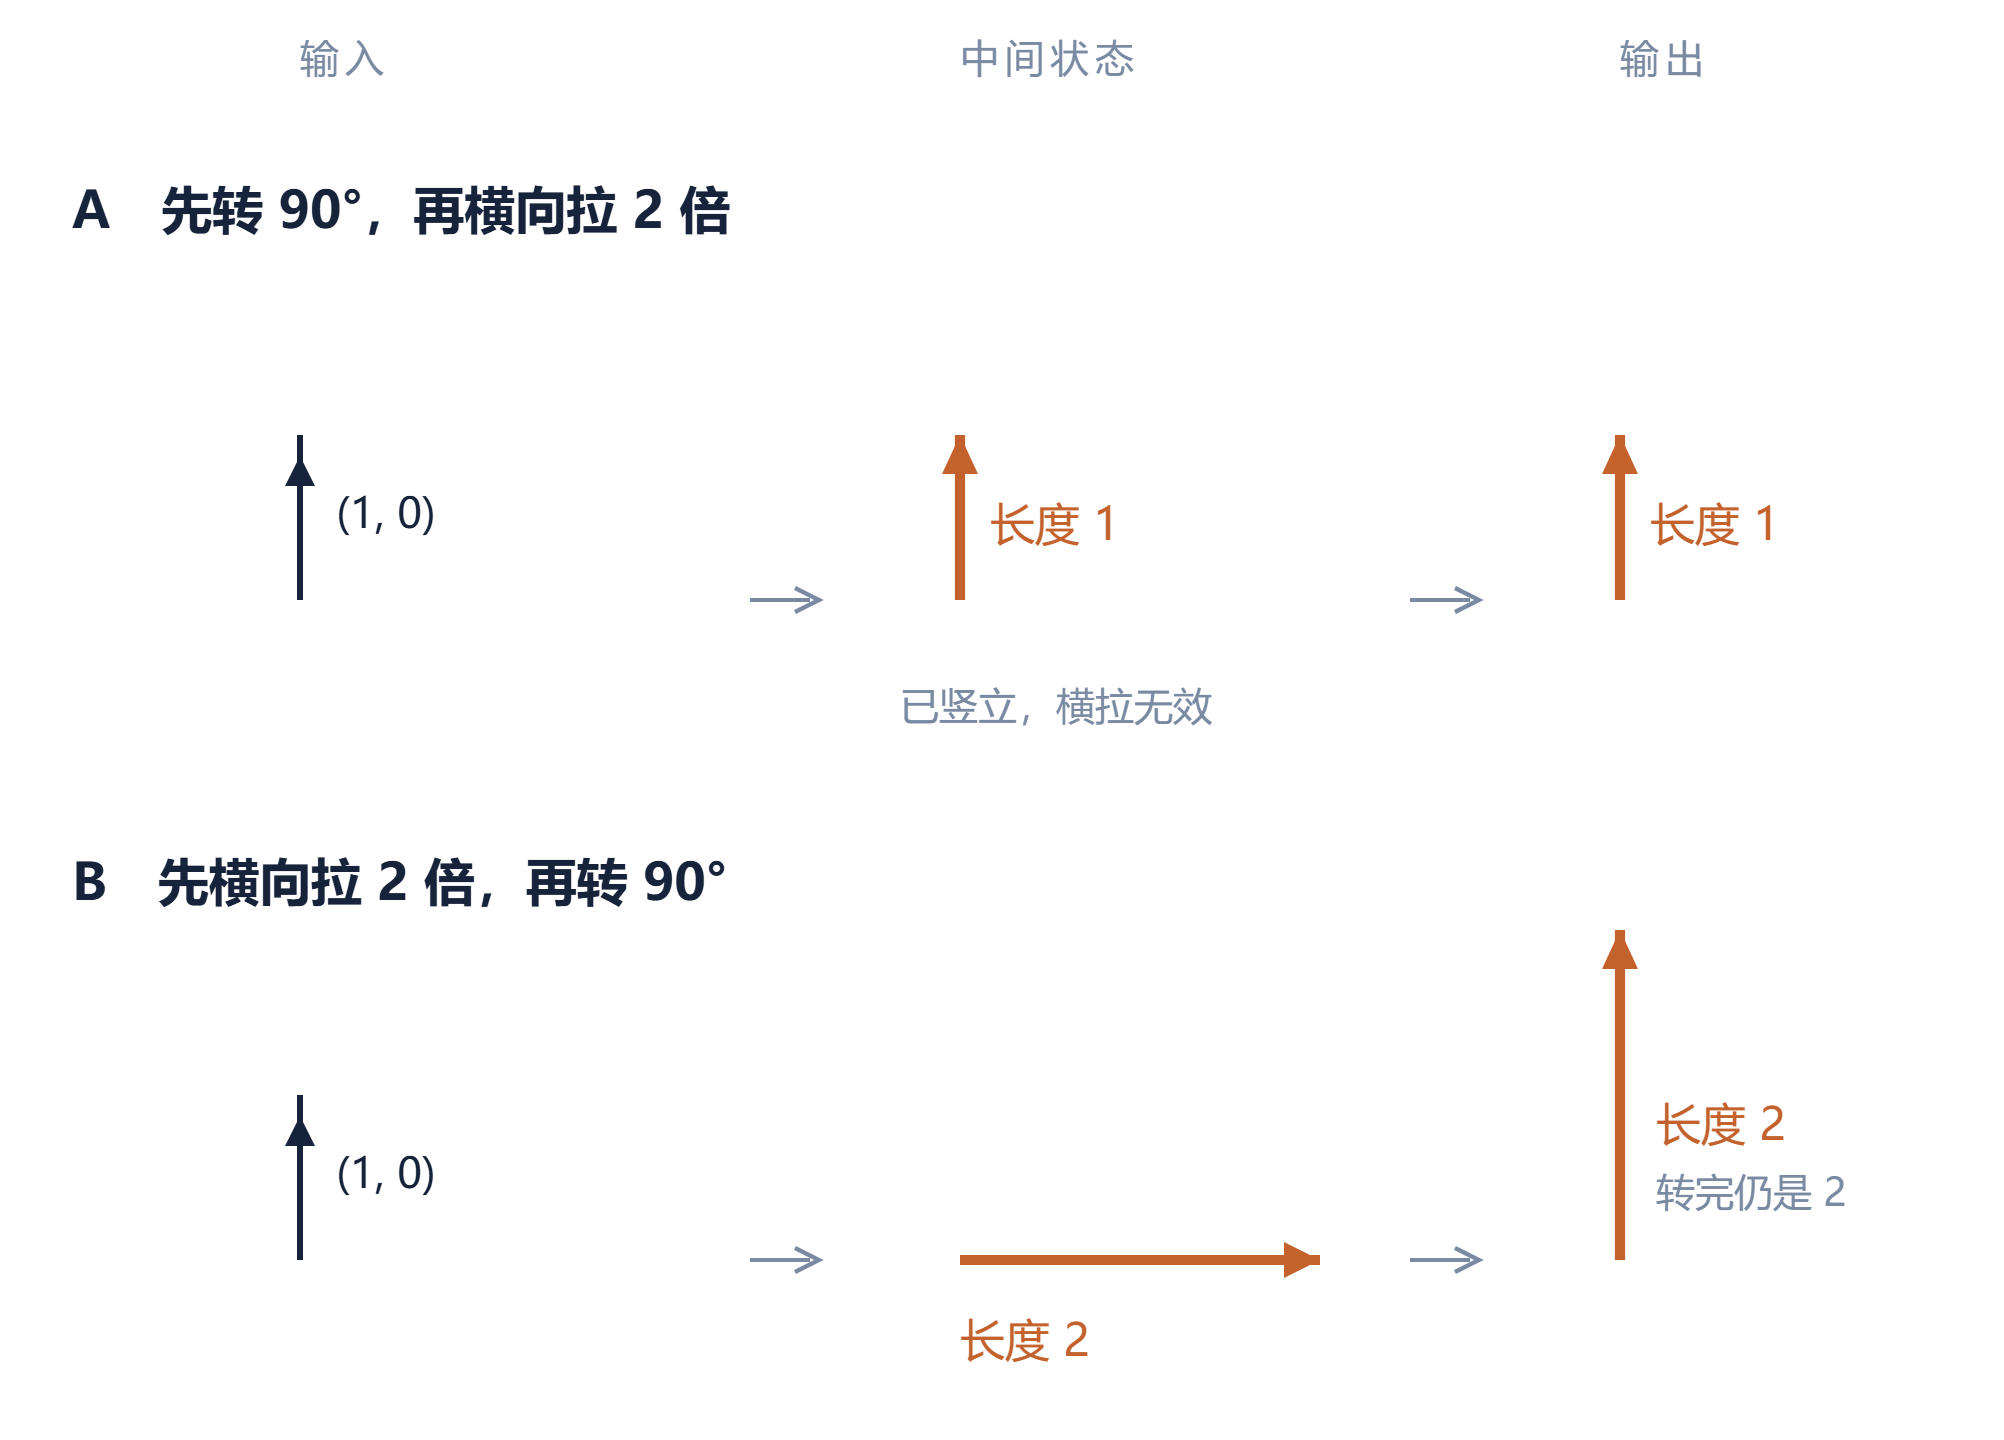 输入 中间状态 输出
A 先转 90°，再横向拉 2 倍
(1, 0) 长度 1 长度 1
已竖立，横拉无效
B 先横向拉 2 倍，再转 90°
长度 2
(1, 0)
转完仍是 2
长度 2